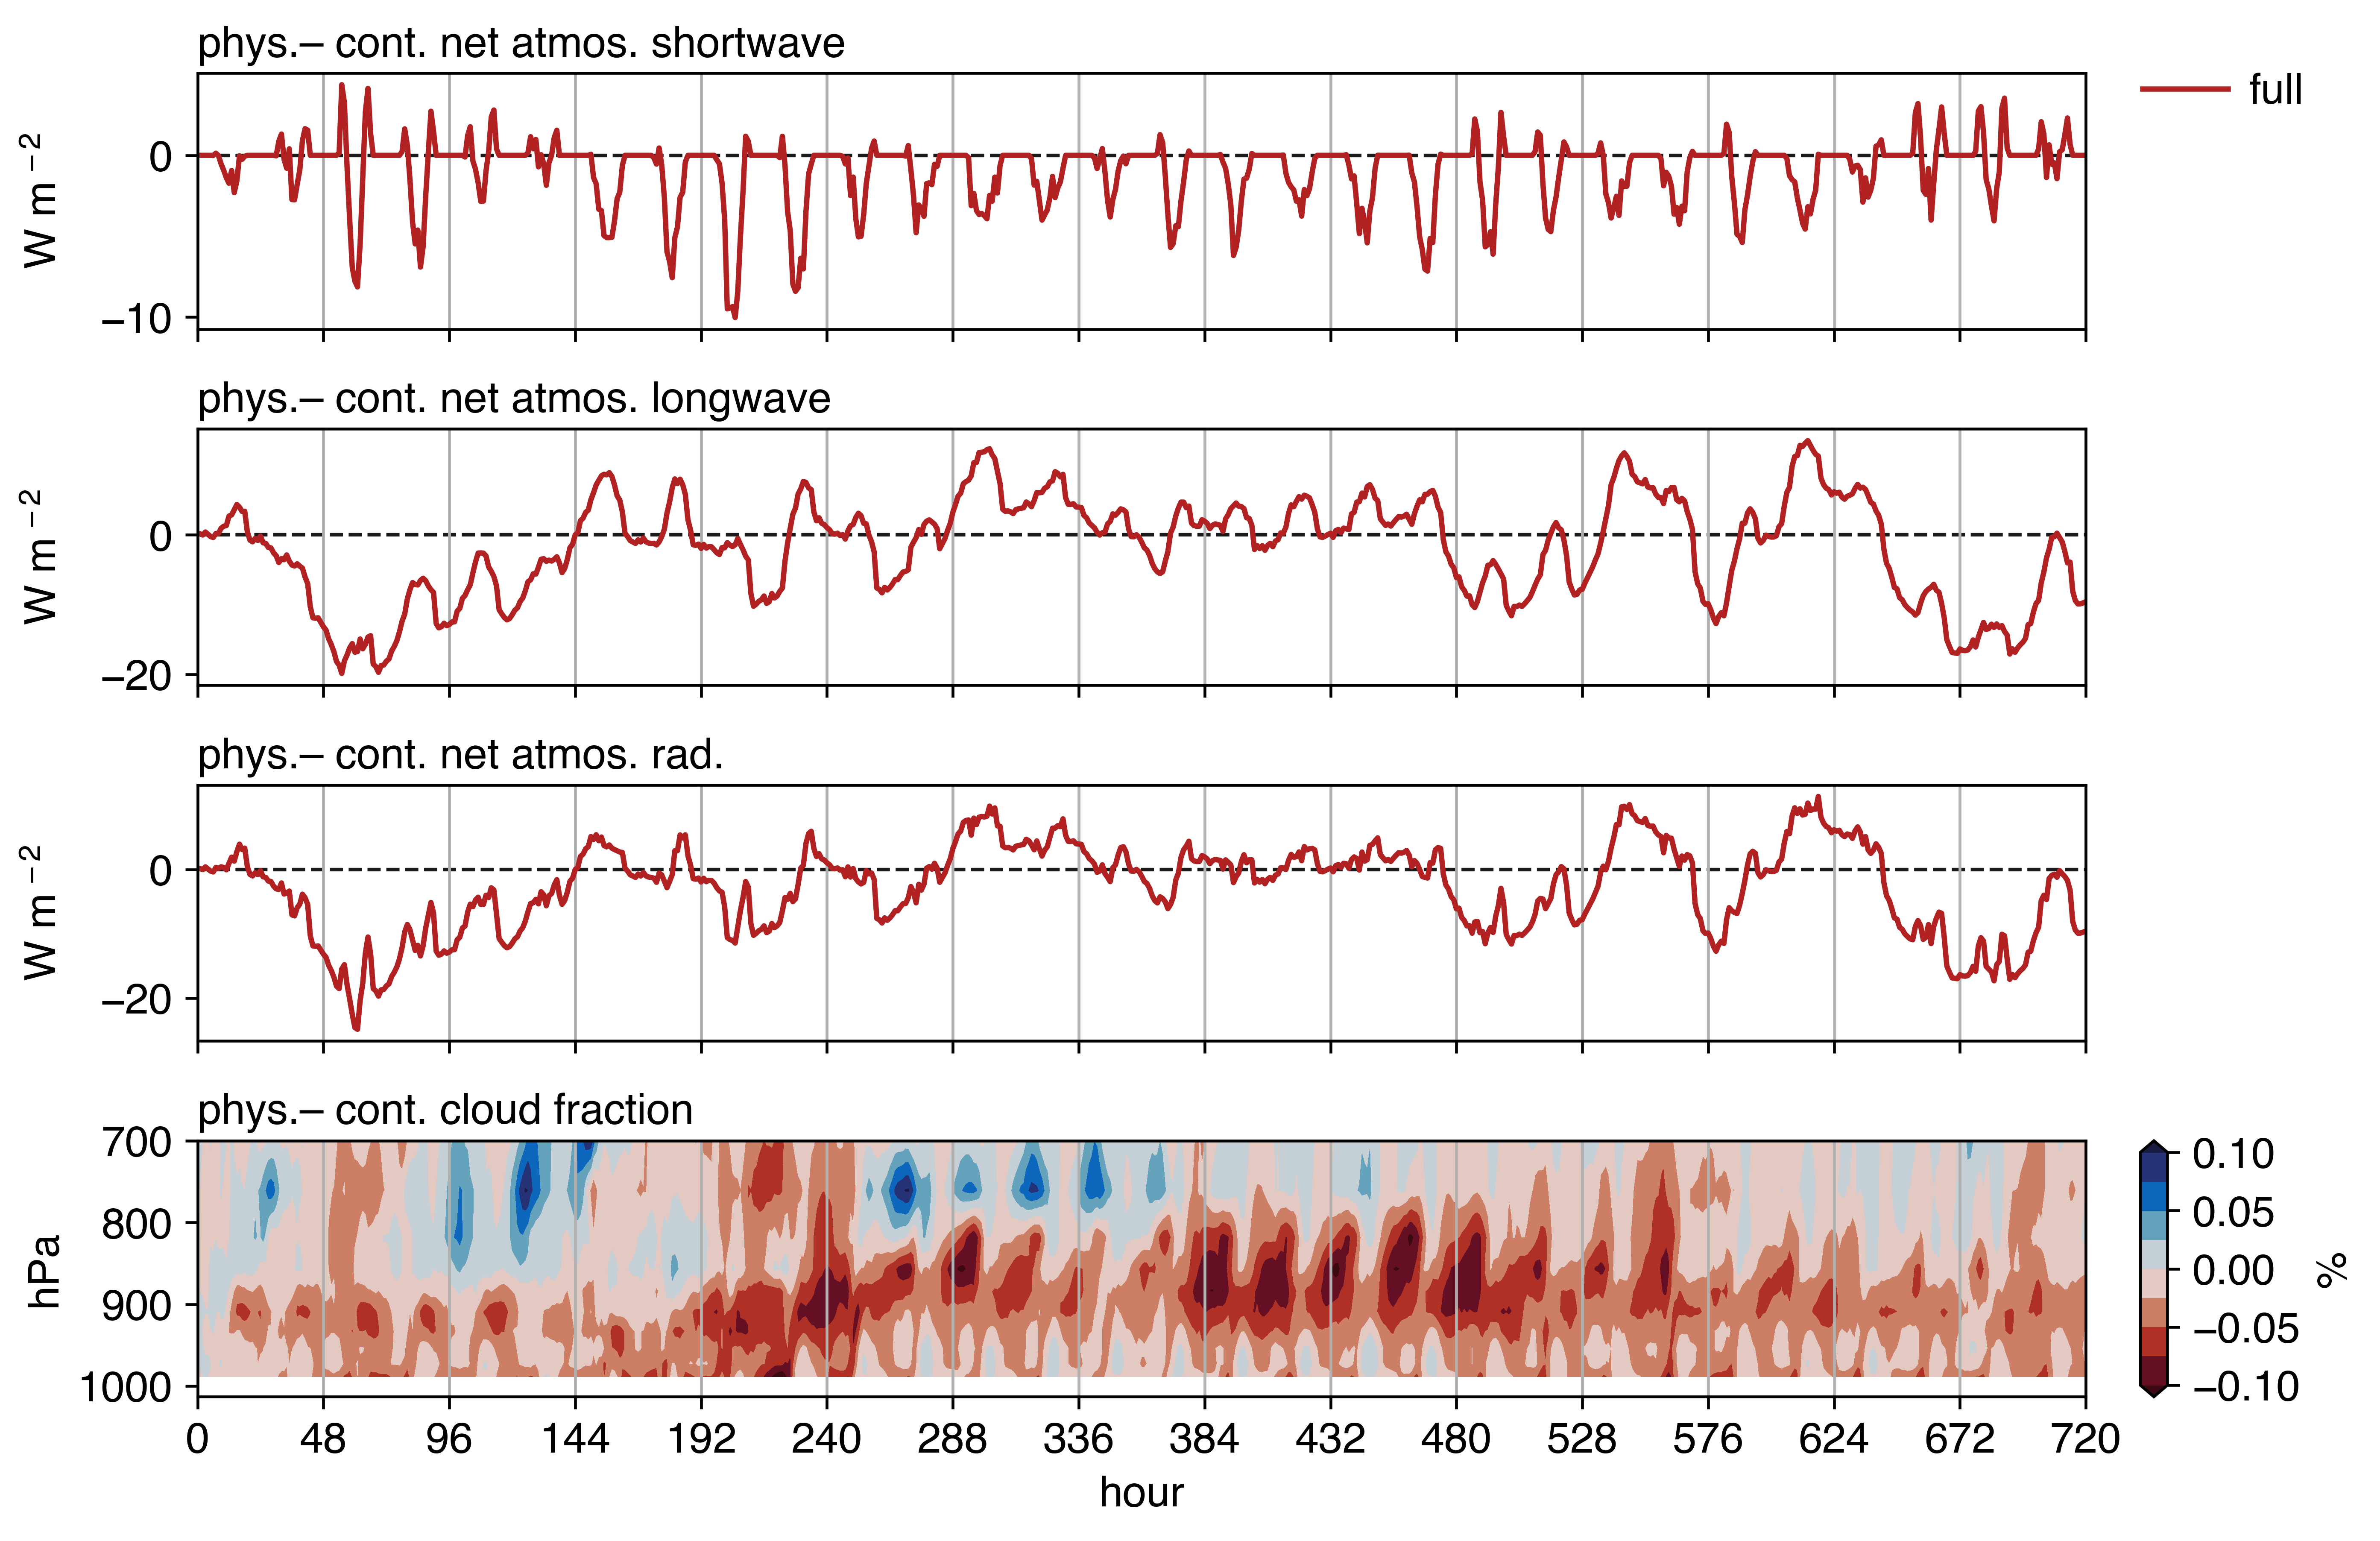 phys.– cont. net atmos. shortwave
full
W m⁻²
0
–10
phys.– cont. net atmos. longwave
W m⁻²
0
–20
phys.– cont. net atmos. rad.
W m⁻²
0
–20
phys.– cont. cloud fraction
hPa
700
800
900
1000
0 48 96 144 192 240 288 336 384 432 480 528 576 624 672 720
hour
0.10
0.05
0.00
–0.05
–0.10
%